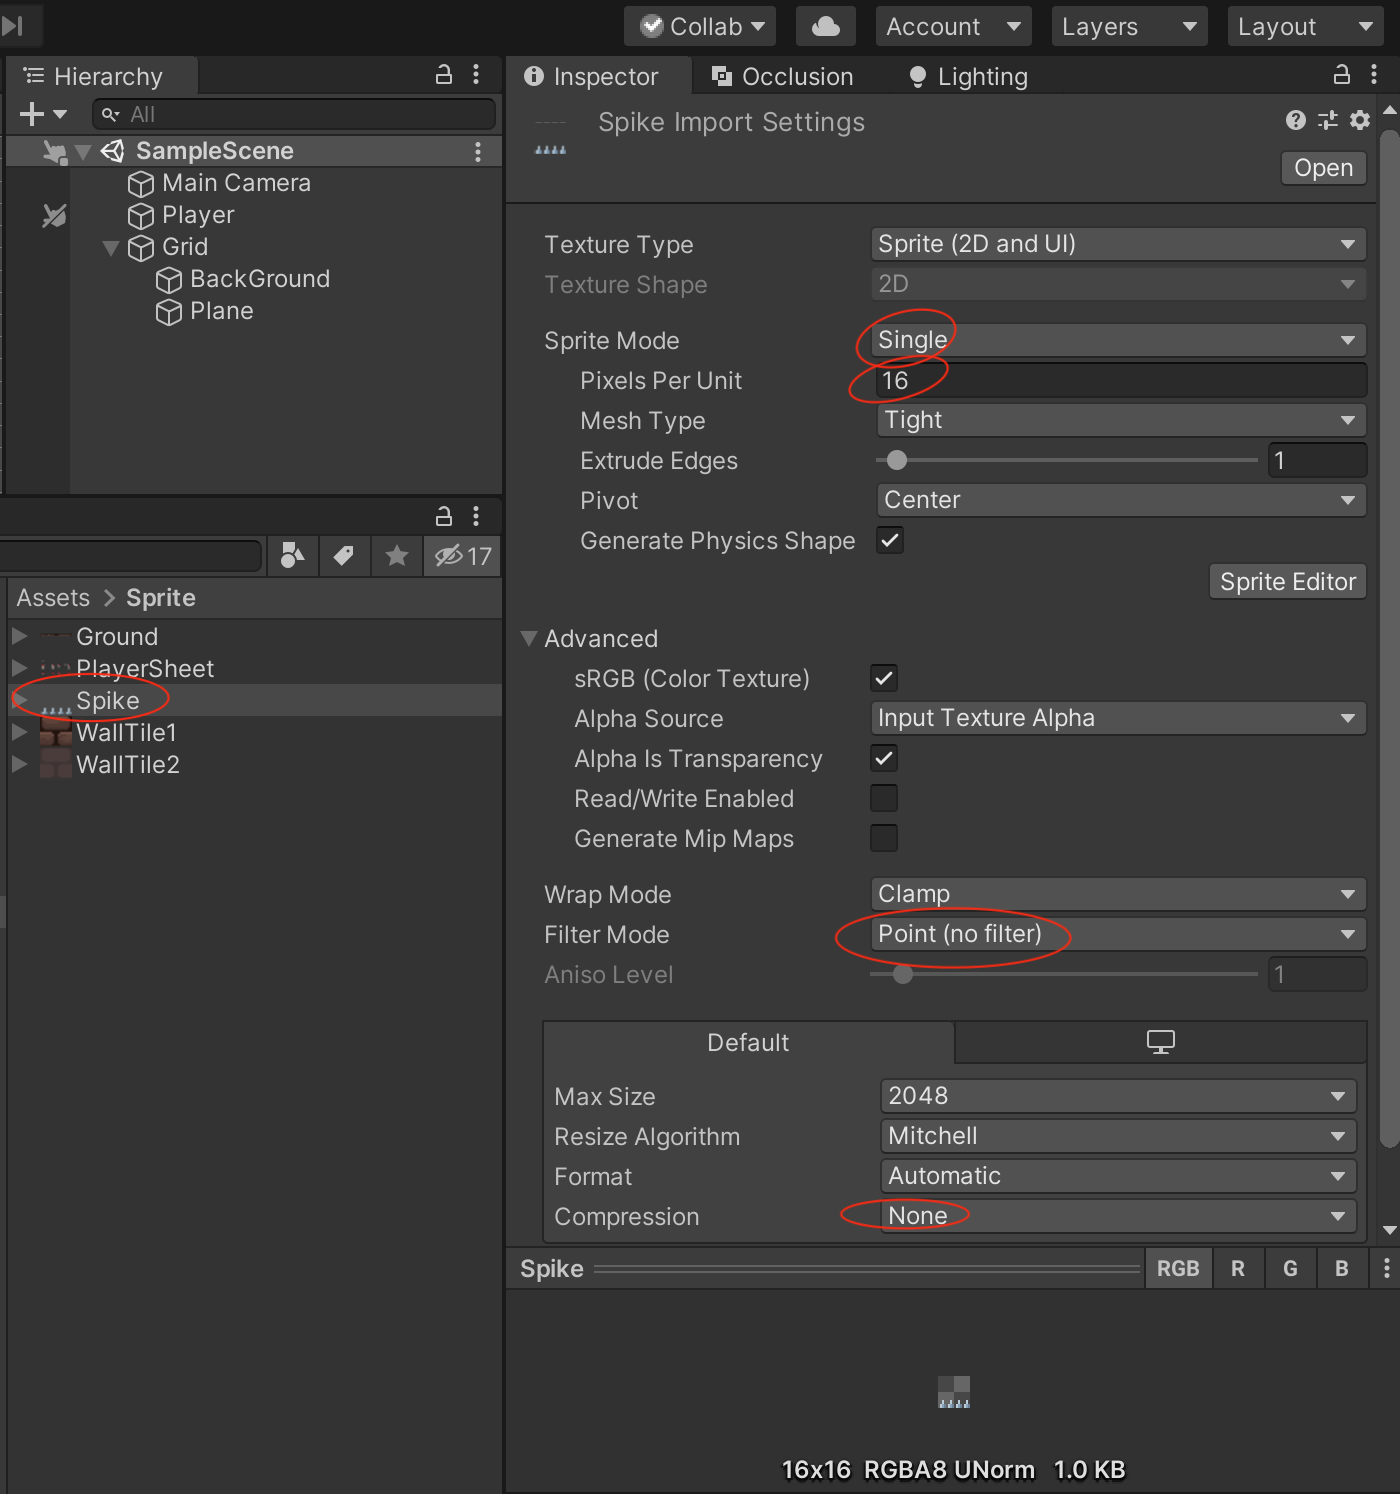 Collab
Account
Layers
Layout
Hierarchy
All
SampleScene
Main Camera
Player
Grid
BackGround
Plane
17
Assets > Sprite
Ground
PlayerSheet
Spike
WallTile1
WallTile2
Inspector
Occlusion
Lighting
Spike Import Settings
Open
Texture Type Sprite (2D and UI)
Texture Shape 2D
Sprite Mode Single
Pixels Per Unit 16
Mesh Type Tight
Extrude Edges 1
Pivot Center
Generate Physics Shape
Sprite Editor
Advanced
sRGB (Color Texture)
Alpha Source Input Texture Alpha
Alpha Is Transparency
Read/Write Enabled
Generate Mip Maps
Wrap Mode Clamp
Filter Mode Point (no filter)
Aniso Level 1
Default
Max Size 2048
Resize Algorithm Mitchell
Format Automatic
Compression None
Spike RGB R G B
16x16 RGBA8 UNorm 1.0 KB